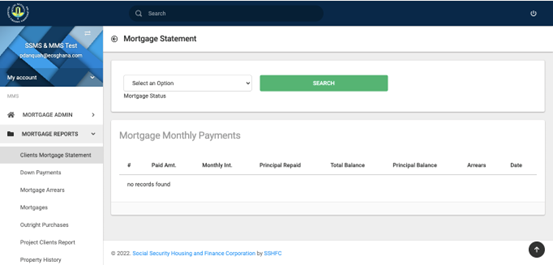 Search
SSMS & MMS Test
pdanquah@eosghana.com
My account
MMS
MORTGAGE ADMIN
MORTGAGE REPORTS
Clients Mortgage Statement
Down Payments
Mortgage Arrears
Mortgages
Outright Purchases
Project Clients Report
Property History
Mortgage Statement
Select an Option
SEARCH
Mortgage Status
Mortgage Monthly Payments
# Paid Amt. Monthly Int. Principal Repaid Total Balance Principal Balance Arrears Date
no records found
© 2022. Social Security Housing and Finance Corporation by SSHFC